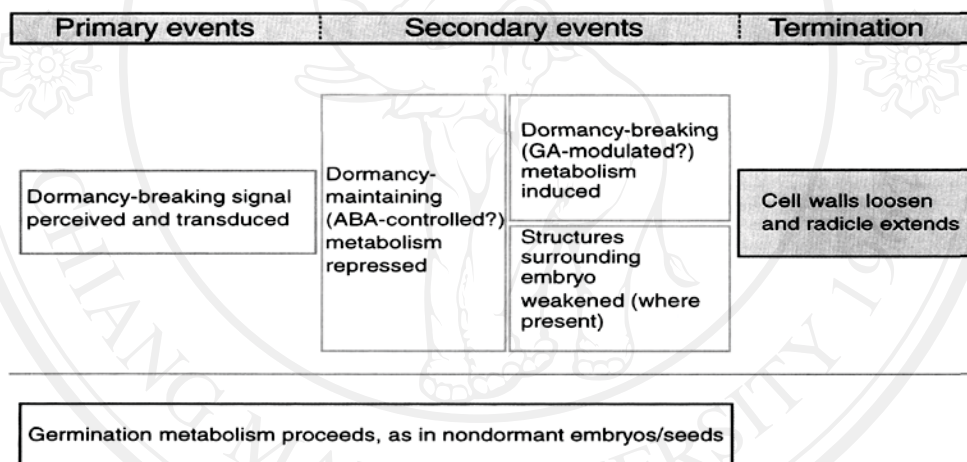 Primary events
Secondary events
Termination
Dormancy-breaking signal
perceived and transduced
Dormancy-
maintaining
(ABA-controlled?)
metabolism
repressed
Dormancy-breaking
(GA-modulated?)
metabolism
induced
Structures
surrounding
embryo
weakened (where
present)
Cell walls loosen
and radicle extends
Germination metabolism proceeds, as in nondormant embryos/seeds